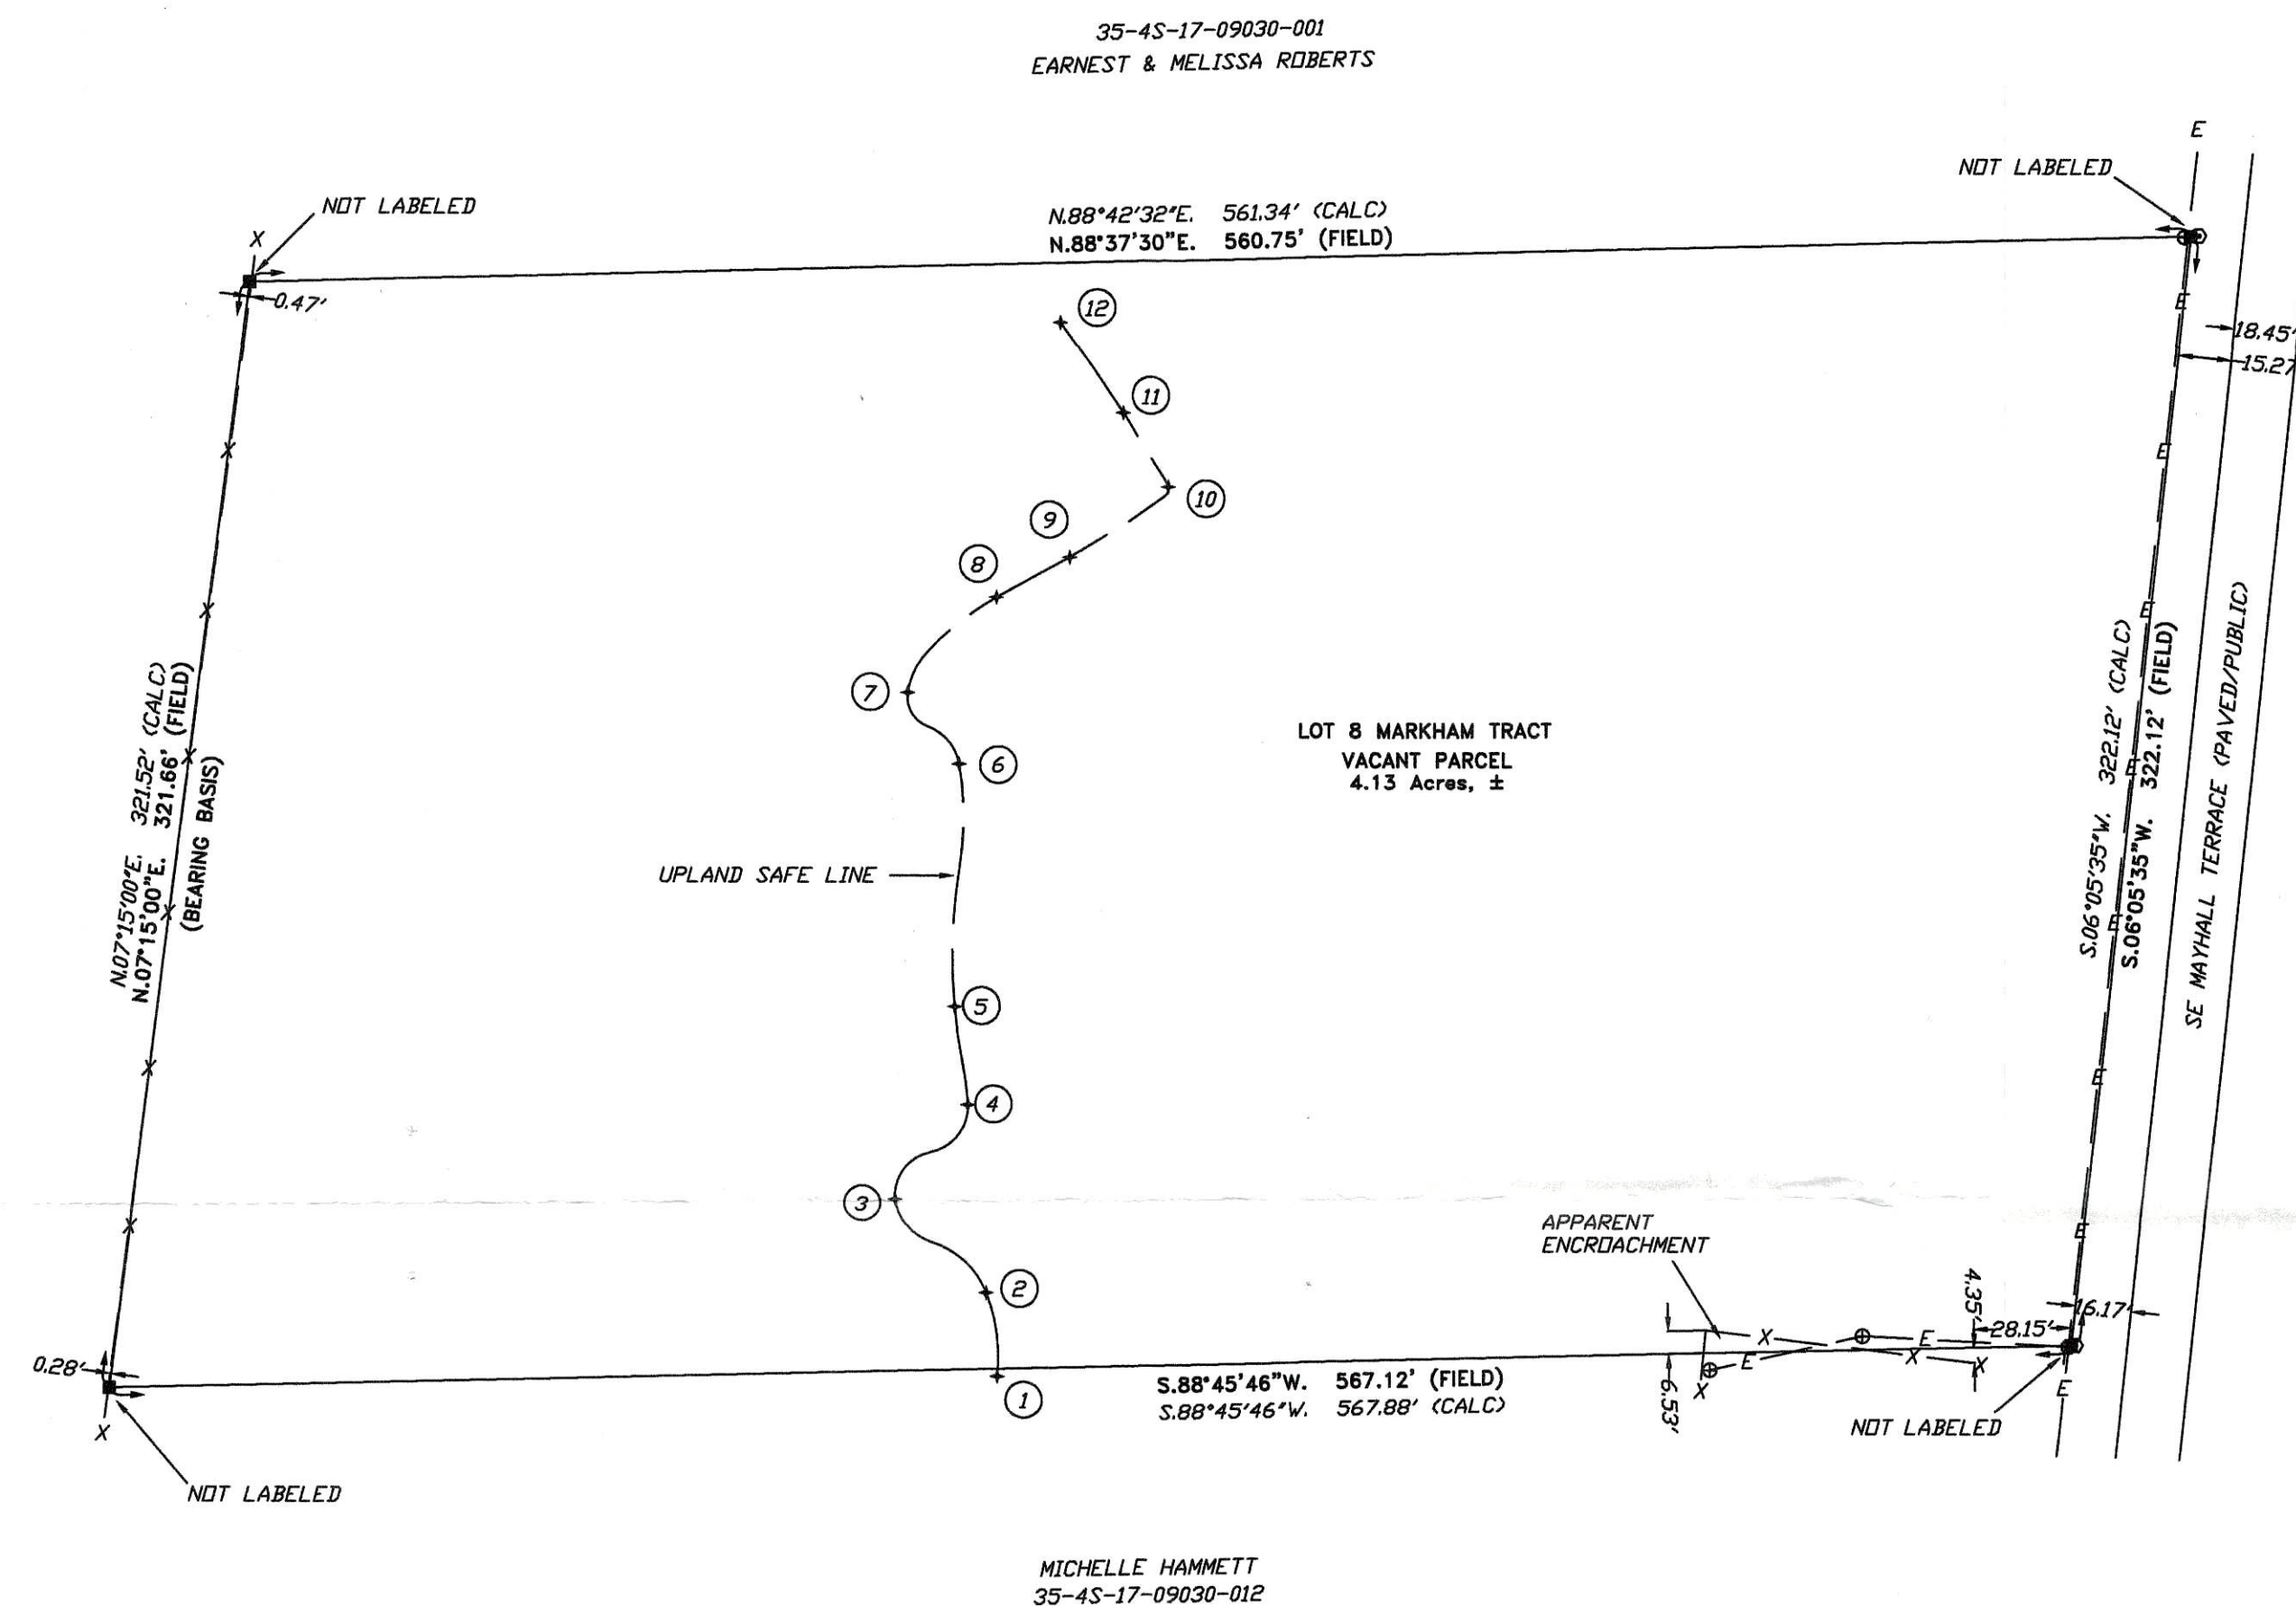 35-4S-17-09030-001
EARNEST & MELISSA ROBERTS
E
NOT LABELED
NOT LABELED
N.88°42'32"E. 561.34' (CALC)
N.88°37'30"E. 560.75' (FIELD)
X
0.47'
12
E
18.45'
15.27
11
X
E
10
9
8
X
E
7
6
LOT 8 MARKHAM TRACT
VACANT PARCEL
4.13 Acres, ±
N.07°15'00"E. 321.52' (CALC)
N.07°15'00"E. 321.66' (FIELD)
(BEARING BASIS)
X
X
S.06°05'35"W. 322.12' (CALC)
S.06°05'35"W. 322.12' (FIELD)
E
E
SE MAYHALL TERRACE (PAVED/PUBLIC)
UPLAND SAFE LINE
5
X
E
4
3
X
E
APPARENT
ENCROACHMENT
2
4.35'
16.17'
28.15'
X
E
E
X
X
X
6.53'
E
0.28'
1
S.88°45'46"W. 567.12' (FIELD)
S.88°45'46"W. 567.88' (CALC)
X
NOT LABELED
NOT LABELED
MICHELLE HAMMETT
35-4S-17-09030-012